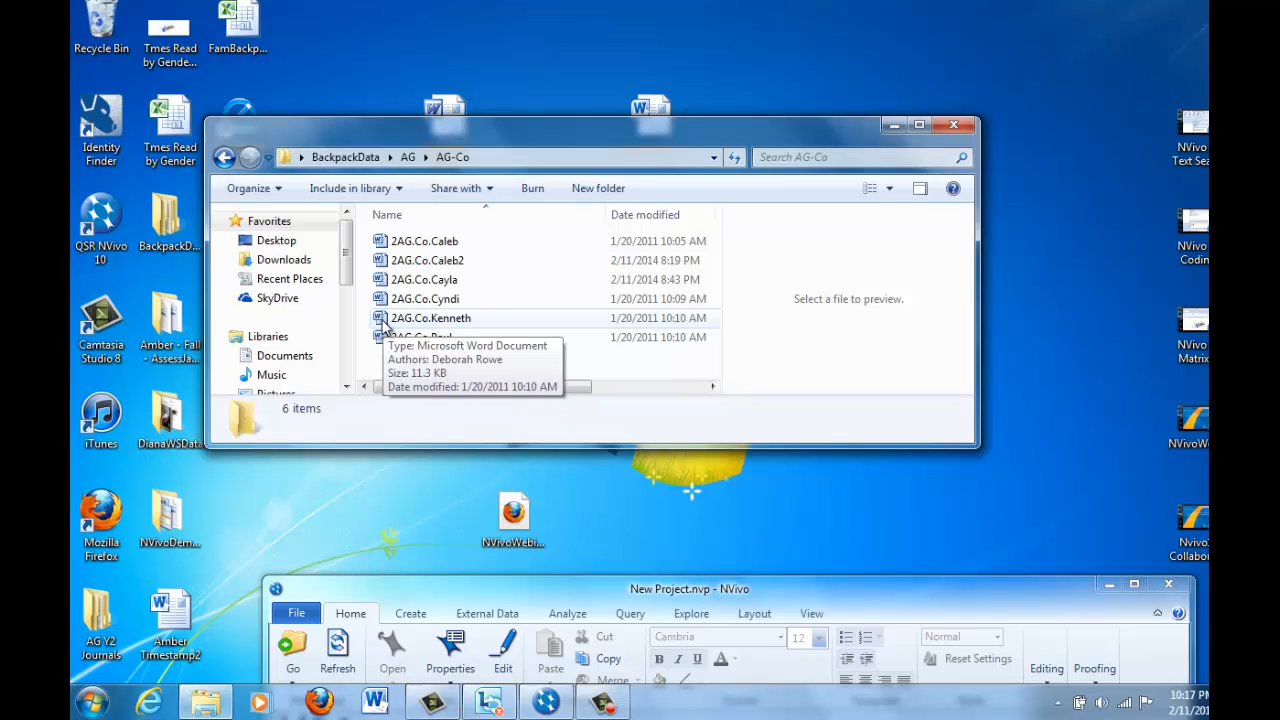 Recycle Bin
Tmes Read
by Gende...
FamBackp...
Identity
Finder
Tmes Read
by Gender
QSR NVivo
10
BackpackD...
Camtasia
Studio 8
Amber - Fall
- AssessJa...
iTunes
DianaWSData
Mozilla
Firefox
NVivoDem...
AG Y2
Journals
Amber
Timestamp2
NVivoWebi...
NVivo
Text Sea
NVivo
Codin
NVivo
Matrix
NVivoWe
Nvivo
Collabo
BackpackData AG AG-Co
Search AG-Co
Organize Include in library Share with Burn New folder
Favorites
Desktop
Downloads
Recent Places
SkyDrive
Libraries
Documents
Music
Pictures
Name Date modified
2AG.Co.Caleb 1/20/2011 10:05 AM
2AG.Co.Caleb2 2/11/2014 8:19 PM
2AG.Co.Cayla 2/11/2014 8:43 PM
2AG.Co.Cyndi 1/20/2011 10:09 AM
2AG.Co.Kenneth 1/20/2011 10:10 AM
1/20/2011 10:10 AM
Type: Microsoft Word Document
Authors: Deborah Rowe
Size: 11.3 KB
Date modified: 1/20/2011 10:10 AM
Select a file to preview.
6 items
New Project.nvp - NVivo
File Home Create External Data Analyze Query Explore Layout View
Go Refresh Open Properties Edit Paste
Cut
Copy
Merge
Cambria 12
B I U A
Normal
Reset Settings
Editing Proofing
10:17 PM
2/11/201